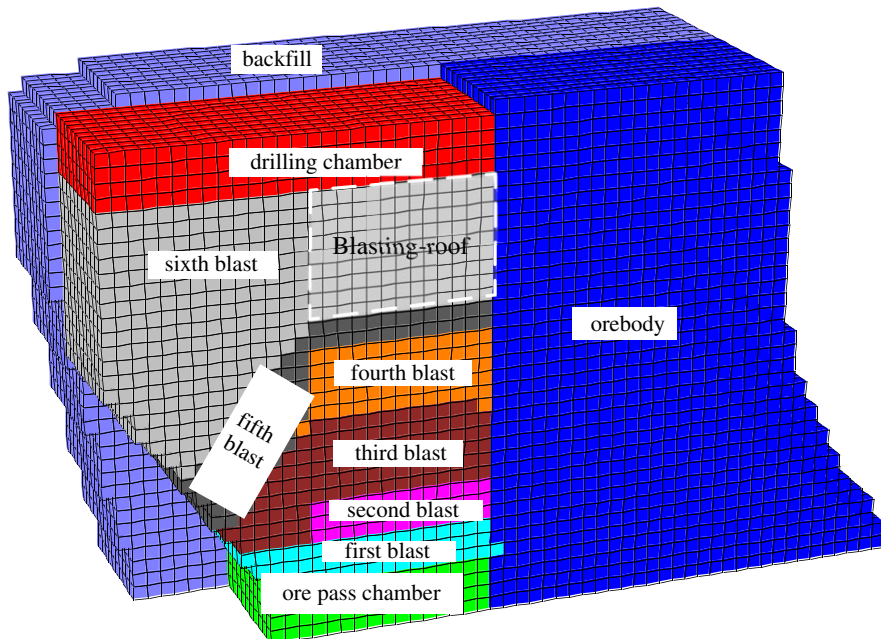 backfill
drilling chamber
Blasting-roof
sixth blast
orebody
fourth blast
fifth
blast
third blast
second blast
first blast
ore pass chamber